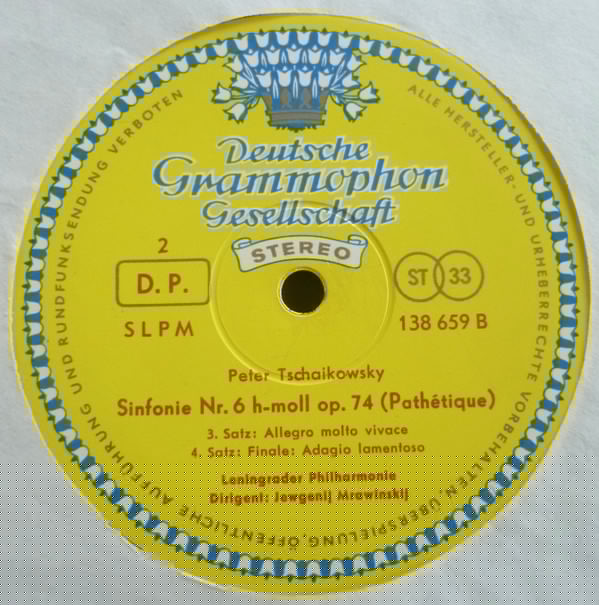 Deutsche
Grammophon
Gesellschaft
STEREO
2
D. P.
SLPM
ST 33
138 659 B
Peter Tschaikowsky
Sinfonie Nr. 6 h-moll op. 74 (Pathétique)
3. Satz: Allegro molto vivace
4. Satz: Finale: Adagio lamentoso
Leningrader Philharmonie
Dirigent: Jewgenij Mrawinskij
ALLE HERSTELLER- UND URHEBERRECHTE VORBEHALTEN, ÜBERSPIELUNG, ÖFFENTLICHE AUFFÜHRUNG UND RUNDFUNKSENDUNG VERBOTEN